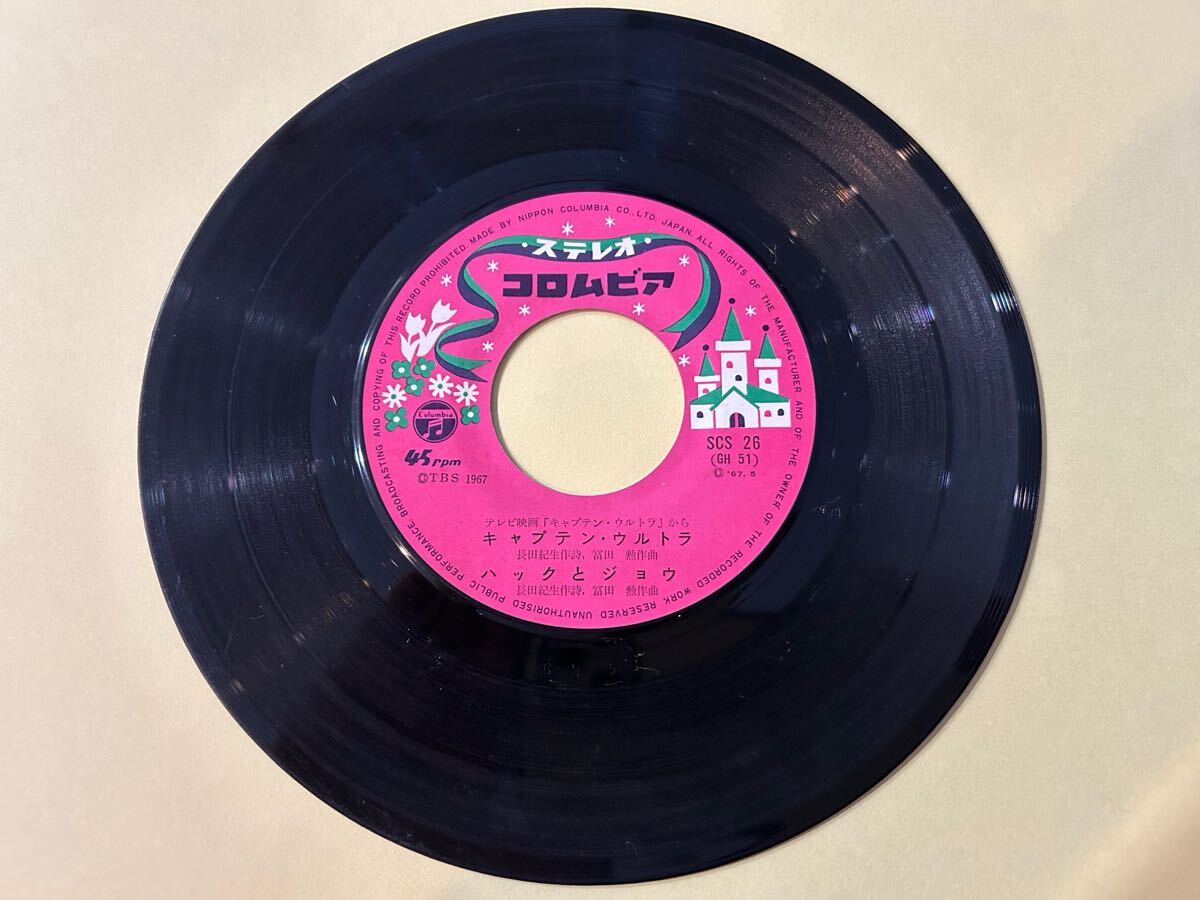 MADE BY NIPPON COLUMBIA CO., LTD. JAPAN. ALL RIGHTS OF THE MANUFACTURER AND OF THE OWNER OF THE RECORDED WORK RESERVED UNAUTHORISED PUBLIC PERFORMANCE, BROADCASTING AND COPYING OF THIS RECORD PROHIBITED.
・ステレオ・
コロムビア
Columbia
45 rpm
©TBS 1967
SCS 26
(GH 51)
©'67.5
テレビ映画「キャプテン・ウルトラ」から
キャプテン・ウルトラ
長田紀生作詩, 冨田 勲作曲
ハックとジョウ
長田紀生作詩, 冨田 勲作曲